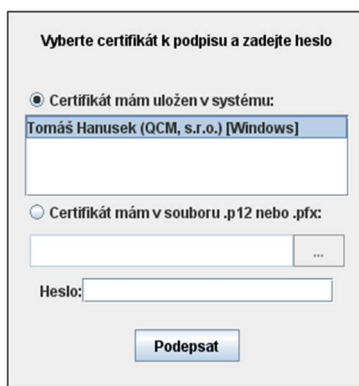 Vyberte certifikát k podpisu a zadejte heslo
Certifikát mám uložen v systému:
Tomáš Hanusek (QCM, s.r.o.) [Windows]
Certifikát mám v souboru .p12 nebo .pfx:
...
Heslo:
Podepsat